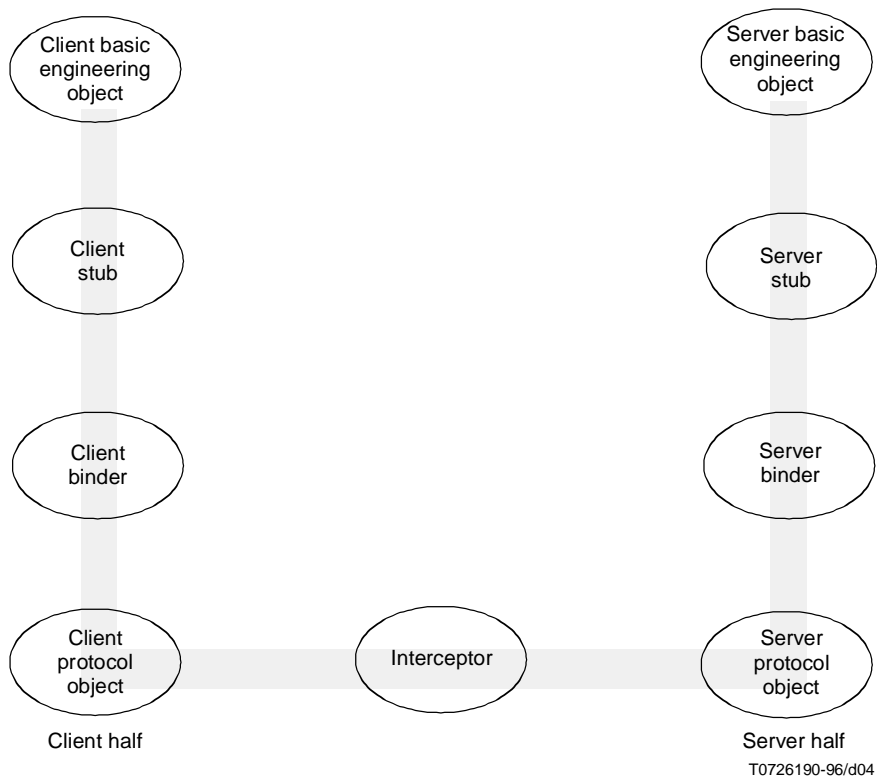 Client basic
engineering
object
Server basic
engineering
object
Client
stub
Server
stub
Client
binder
Server
binder
Client
protocol
object
Interceptor
Server
protocol
object
Client half
Server half
T0726190-96/d04